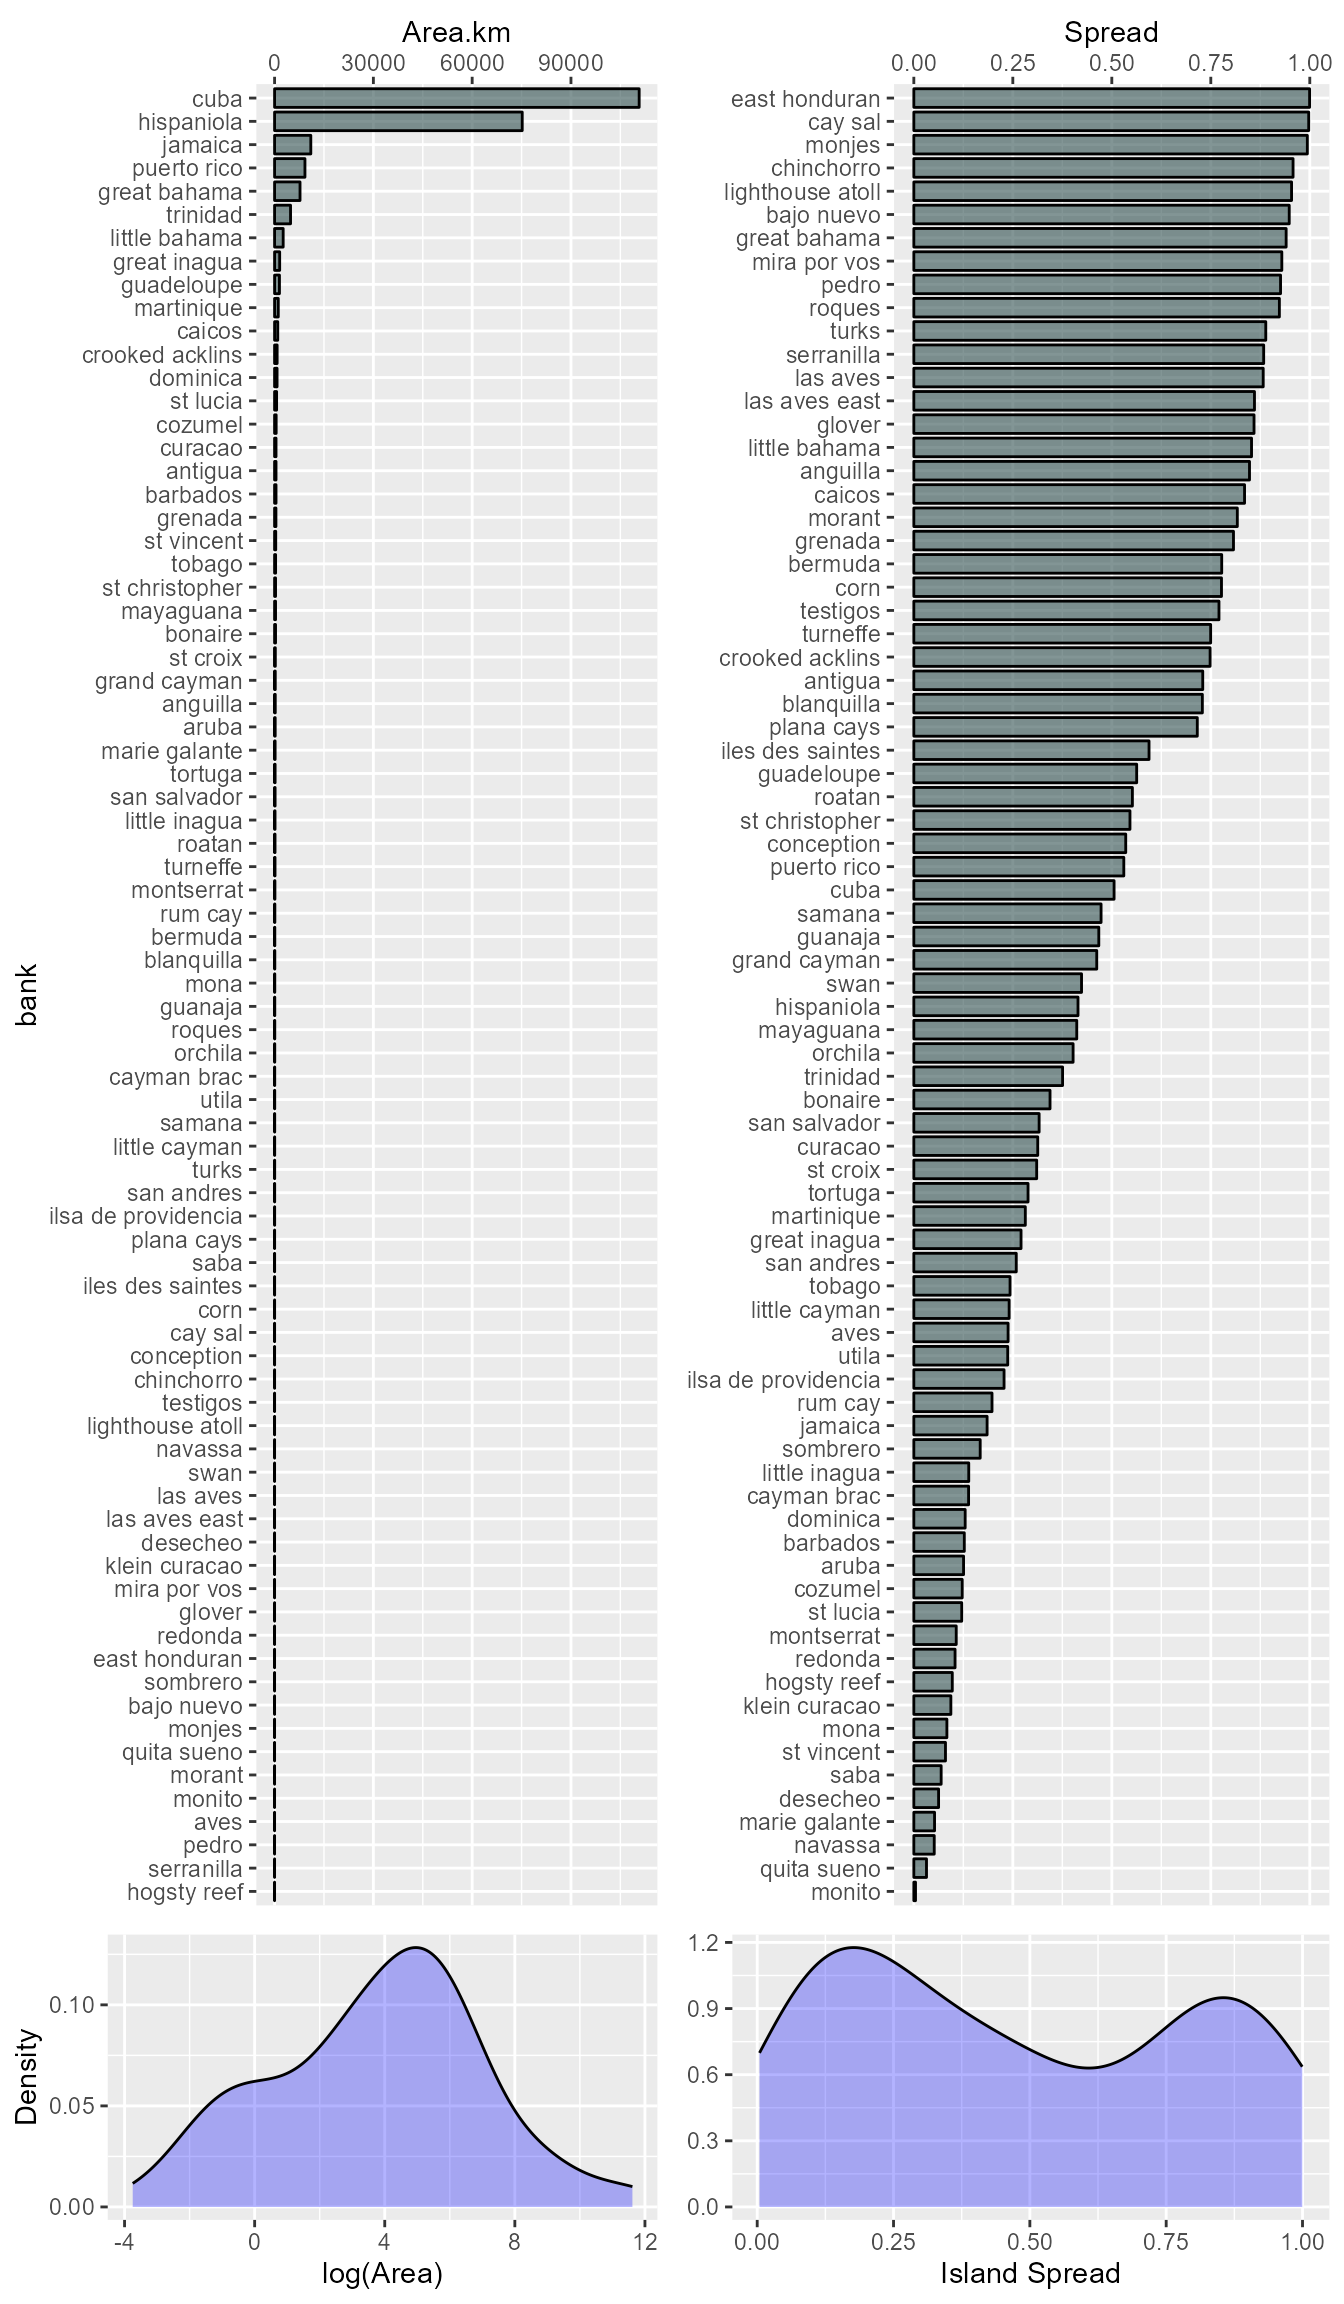 Area.km
0 30000 60000 90000
cuba
hispaniola
jamaica
puerto rico
great bahama
trinidad
little bahama
great inagua
guadeloupe
martinique
caicos
crooked acklins
dominica
st lucia
cozumel
curacao
antigua
barbados
grenada
st vincent
tobago
st christopher
mayaguana
bonaire
st croix
grand cayman
anguilla
aruba
marie galante
tortuga
san salvador
little inagua
roatan
turneffe
montserrat
rum cay
bermuda
blanquilla
mona
guanaja
roques
orchila
cayman brac
utila
samana
little cayman
turks
san andres
ilsa de providencia
plana cays
saba
iles des saintes
corn
cay sal
conception
chinchorro
testigos
lighthouse atoll
navassa
swan
las aves
las aves east
desecheo
klein curacao
mira por vos
glover
redonda
east honduran
sombrero
bajo nuevo
monjes
quita sueno
morant
monito
aves
pedro
serranilla
hogsty reef
bank
Spread
0.00 0.25 0.50 0.75 1.00
east honduran
cay sal
monjes
chinchorro
lighthouse atoll
bajo nuevo
great bahama
mira por vos
pedro
roques
turks
serranilla
las aves
las aves east
glover
little bahama
anguilla
caicos
morant
grenada
bermuda
corn
testigos
turneffe
crooked acklins
antigua
blanquilla
plana cays
iles des saintes
guadeloupe
roatan
st christopher
conception
puerto rico
cuba
samana
guanaja
grand cayman
swan
hispaniola
mayaguana
orchila
trinidad
bonaire
san salvador
curacao
st croix
tortuga
martinique
great inagua
san andres
tobago
little cayman
aves
utila
ilsa de providencia
rum cay
jamaica
sombrero
little inagua
cayman brac
dominica
barbados
aruba
cozumel
st lucia
montserrat
redonda
hogsty reef
klein curacao
mona
st vincent
saba
desecheo
marie galante
navassa
quita sueno
monito
Density
0.10
0.05
0.00
-4 0 4 8 12
log(Area)
1.2
0.9
0.6
0.3
0.0
0.00 0.25 0.50 0.75 1.00
Island Spread